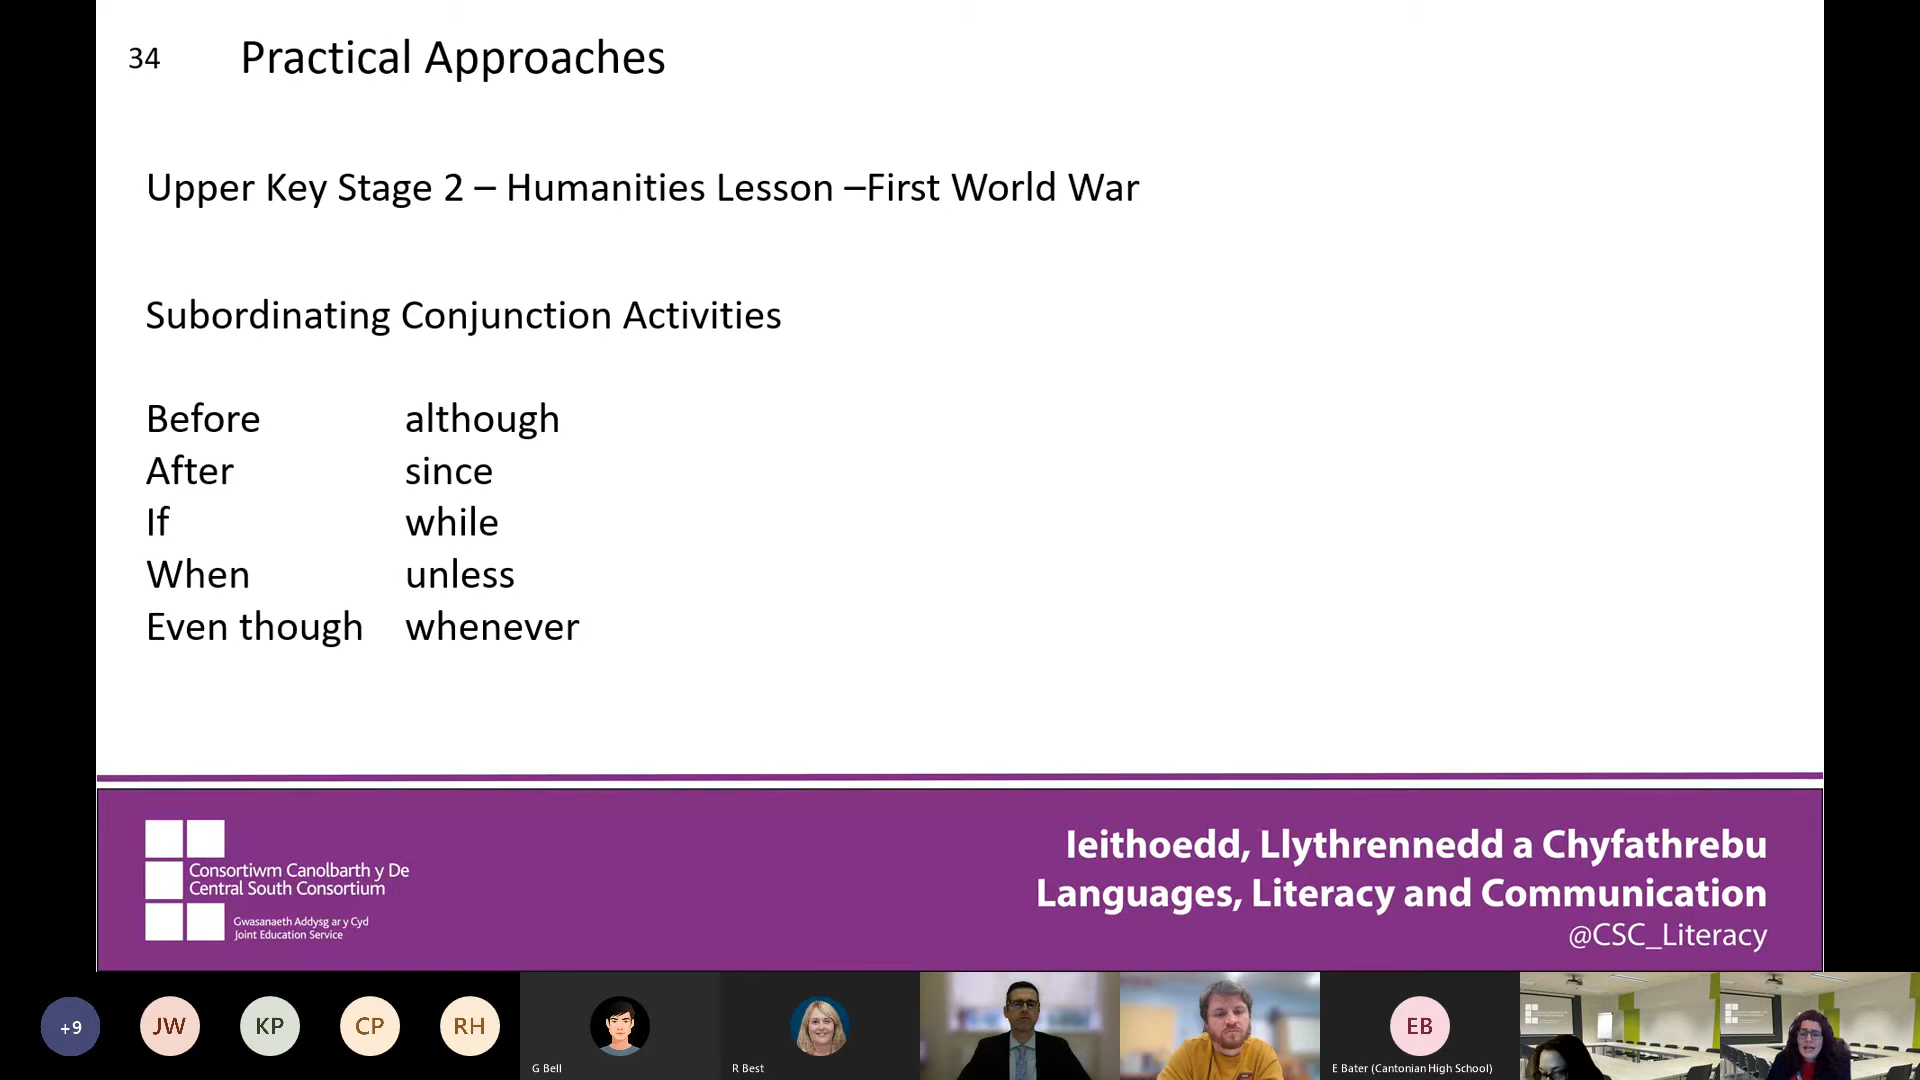 34 Practical Approaches
Upper Key Stage 2 – Humanities Lesson –First World War
Subordinating Conjunction Activities
Before although
After since
If while
When unless
Even though whenever
Consortiwm Canolbarth y De
Central South Consortium
Gwasanaeth Addysg ar y Cyd
Joint Education Service
Ieithoedd, Llythrennedd a Chyfathrebu
Languages, Literacy and Communication
@CSC_Literacy
+9 JW KP CP RH EB
G Bell R Best E Bater (Cantonian High School)